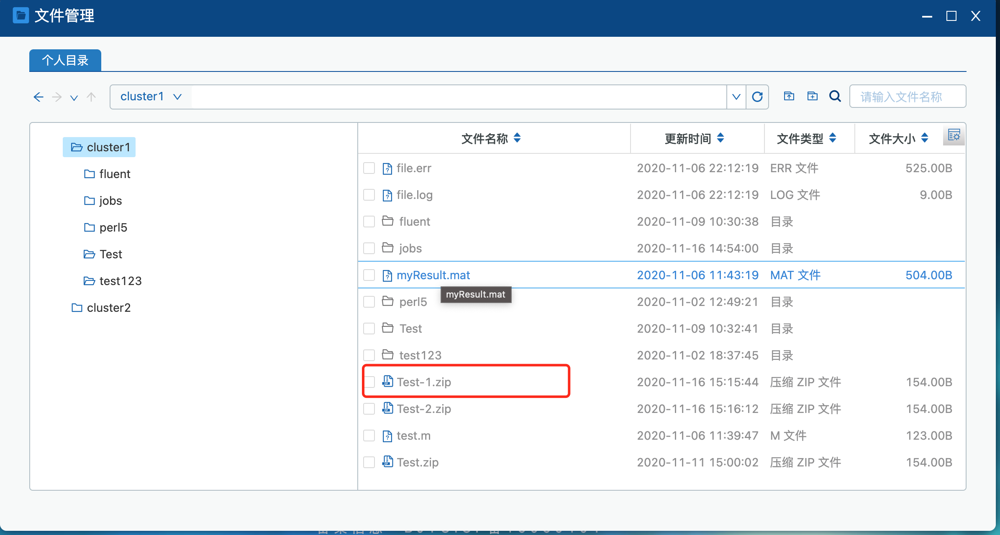 文件管理
个人目录
cluster1
请输入文件名称
cluster1
fluent
jobs
perl5
Test
test123
cluster2
文件名称 更新时间 文件类型 文件大小
file.err 2020-11-06 22:12:19 ERR 文件 525.00B
file.log 2020-11-06 22:12:19 LOG 文件 9.00B
fluent 2020-11-09 10:30:38 目录
jobs 2020-11-16 14:54:00 目录
myResult.mat 2020-11-06 11:43:19 MAT 文件 504.00B
myResult.mat
perl5 2020-11-02 12:49:21 目录
Test 2020-11-09 10:32:41 目录
test123 2020-11-02 18:37:45 目录
Test-1.zip 2020-11-16 15:15:44 压缩 ZIP 文件 154.00B
Test-2.zip 2020-11-16 15:16:12 压缩 ZIP 文件 154.00B
test.m 2020-11-06 11:39:47 M 文件 123.00B
Test.zip 2020-11-11 15:00:02 压缩 ZIP 文件 154.00B